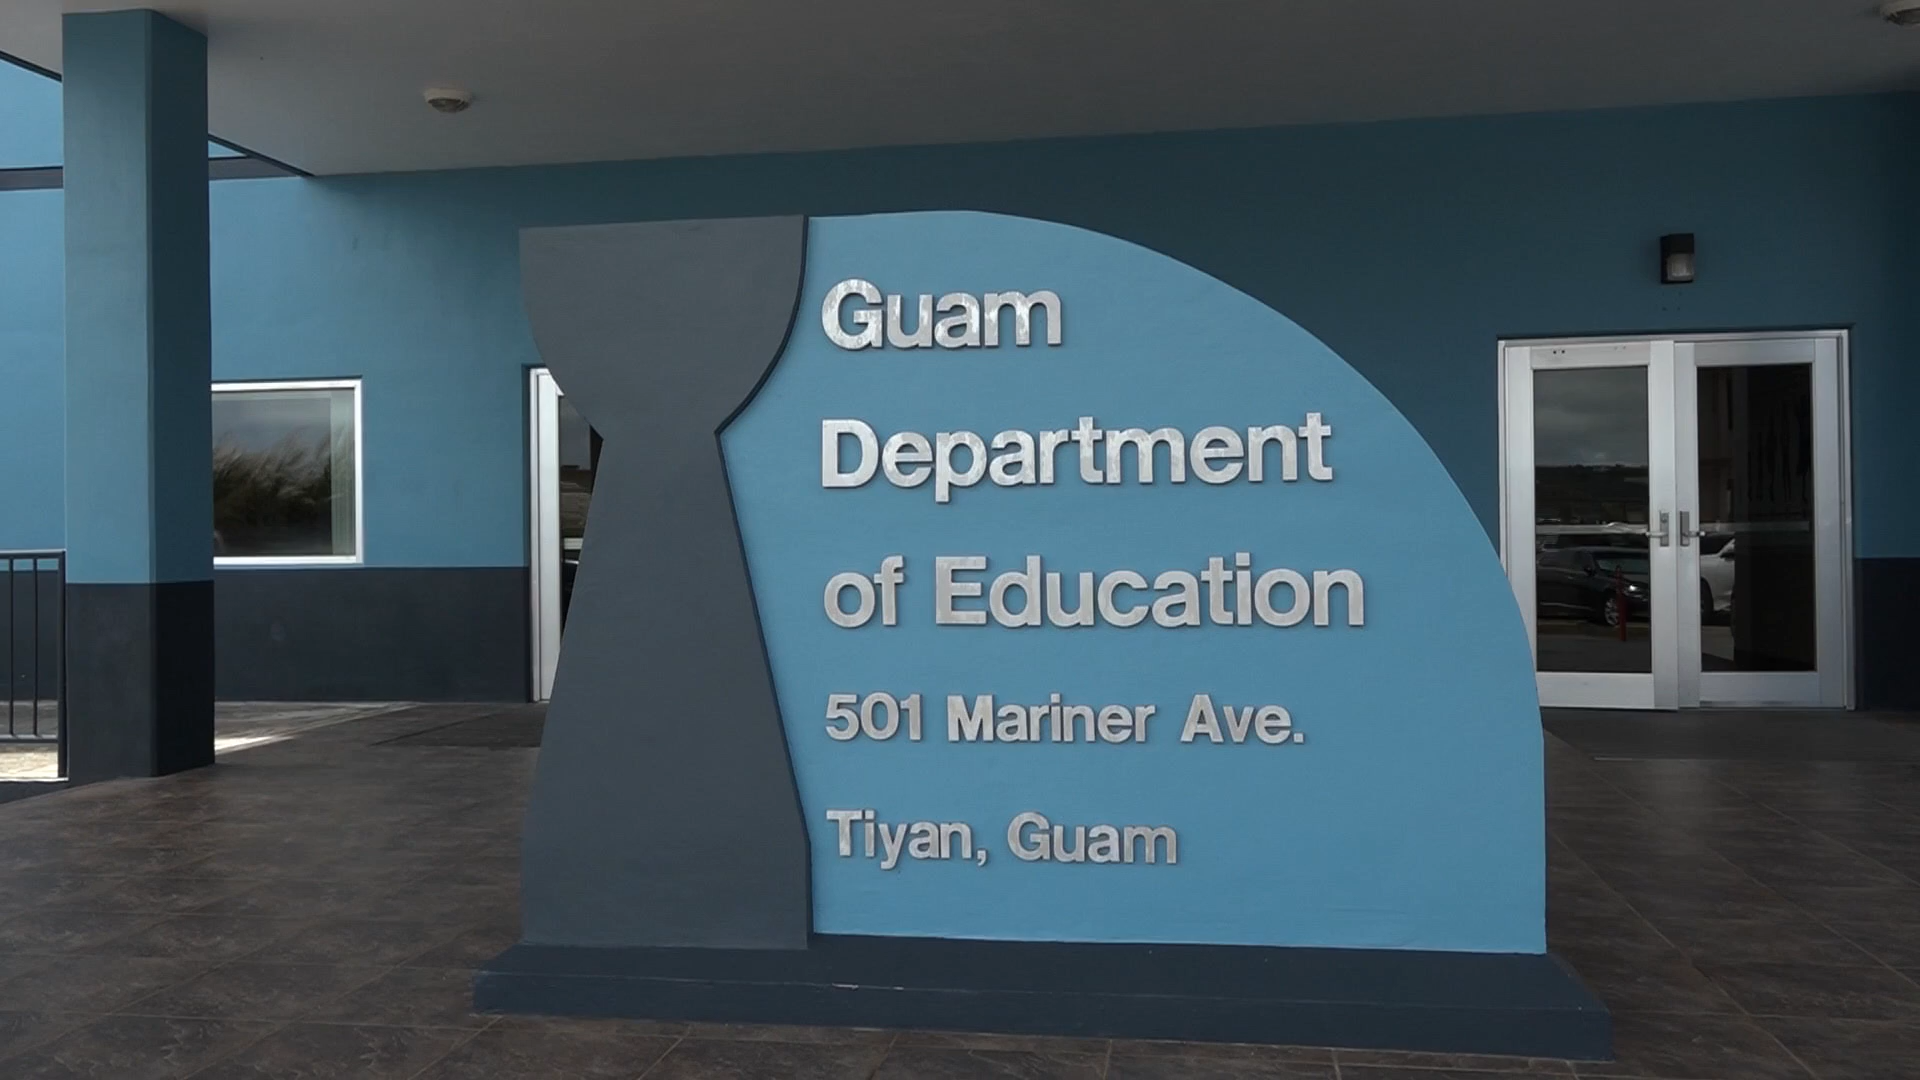 Guam
Department
of Education
501 Mariner Ave.
Tiyan, Guam